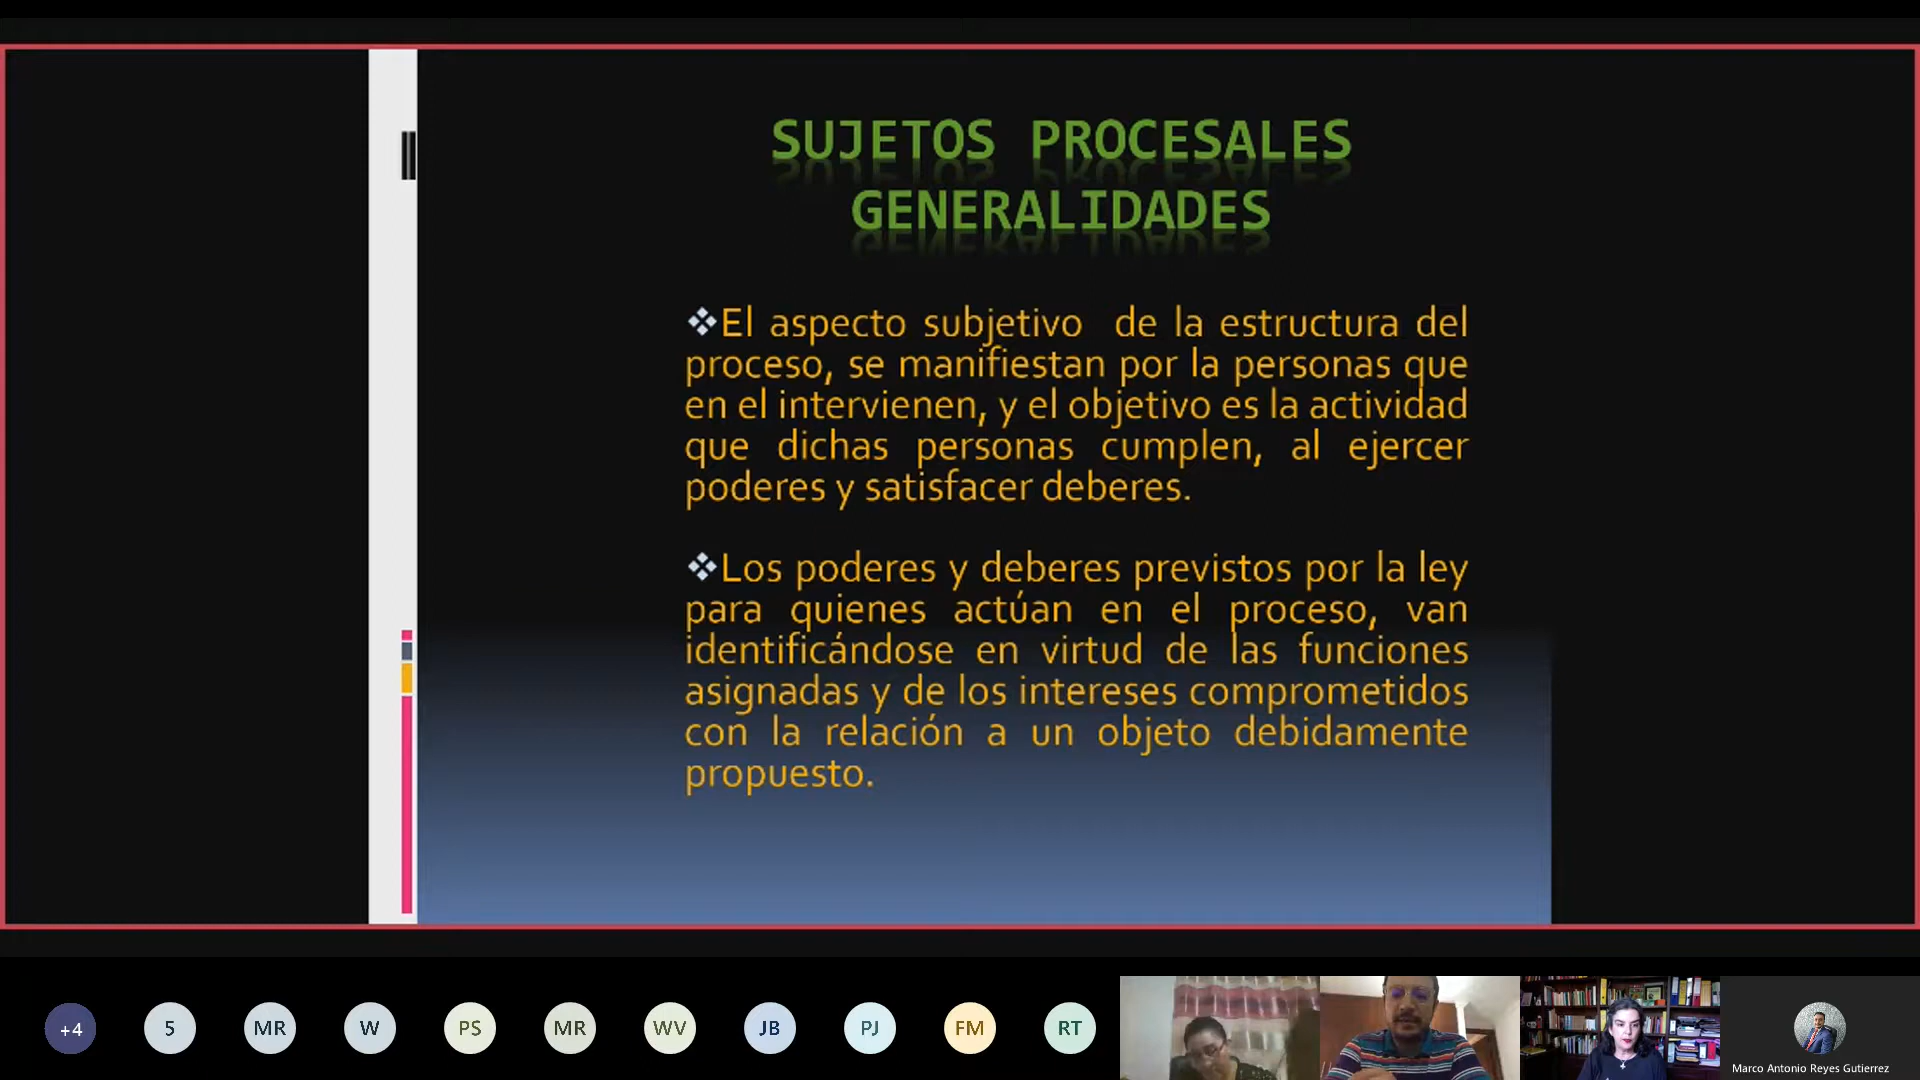 SUJETOS PROCESALES
GENERALIDADES
❖El aspecto subjetivo de la estructura del
proceso, se manifiestan por la personas que
en el intervienen, y el objetivo es la actividad
que dichas personas cumplen, al ejercer
poderes y satisfacer deberes.
❖Los poderes y deberes previstos por la ley
para quienes actúan en el proceso, van
identificándose en virtud de las funciones
asignadas y de los intereses comprometidos
con la relación a un objeto debidamente
propuesto.
+4 5 MR W PS MR WV JB PJ FM RT
Marco Antonio Reyes Gutierrez